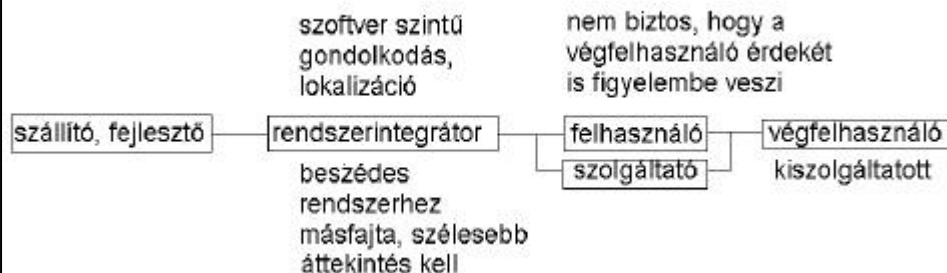 szoftver szintű
gondolkodás,
lokalizáció
nem biztos, hogy a
végfelhasználó érdekét
is figyelembe veszi
szállító, fejlesztő
rendszerintegrátor
felhasználó
végfelhasználó
szolgáltató
kiszolgáltatott
beszédes
rendszerhez
másfajta, szélesebb
áttekintés kell